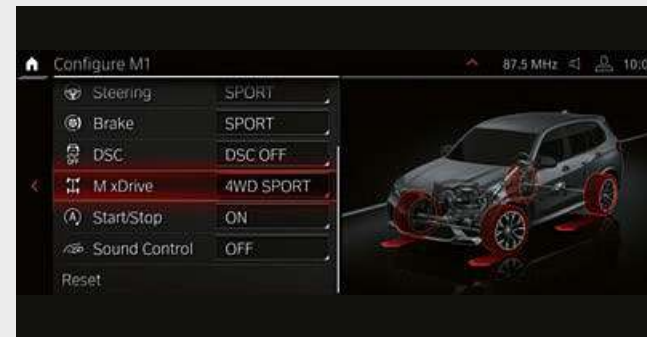 Configure M1
87.5 MHz
10:0
Steering SPORT
Brake SPORT
DSC DSC OFF
M xDrive 4WD SPORT
Start/Stop ON
Sound Control OFF
Reset